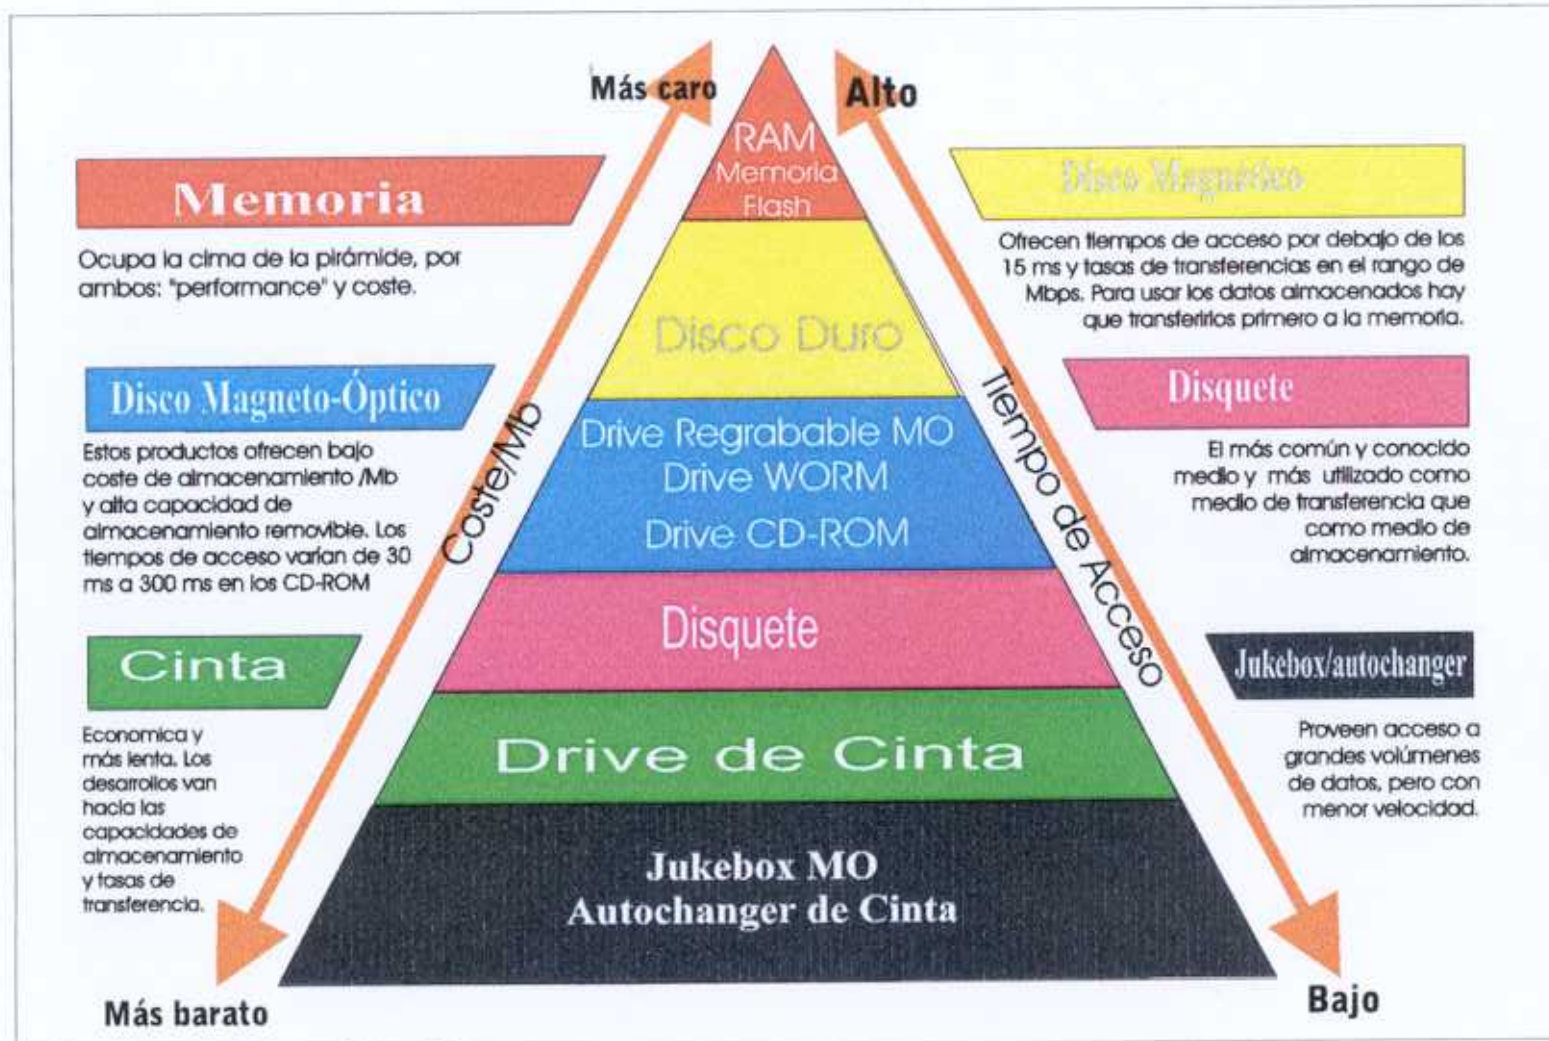 Más caro
Alto
RAM
Memoria
Flash
Memoria
Ocupa la cima de la pirámide, por
ambos: "performance" y coste.
Disco Magnético
Ofrecen tiempos de acceso por debajo de los
15 ms y tasas de transferencias en el rango de
Mbps. Para usar los datos almacenados hay
que transferirlos primero a la memoria.
Disco Duro
Disco Magneto-Óptico
Estos productos ofrecen bajo
coste de almacenamiento /Mb
y alta capacidad de
almacenamiento removible. Los
tiempos de acceso varían de 30
ms a 300 ms en los CD-ROM
Coste/Mb
Drive Regrabable MO
Drive WORM
Drive CD-ROM
Tiempo de Acceso
Disquete
El más común y conocido
medio y más utilizado como
medio de transferencia que
como medio de
almacenamiento.
Disquete
Cinta
Economica y
más lenta. Los
desarrollos van
hacia las
capacidades de
almacenamiento
y tasas de
transferencia.
Drive de Cinta
Jukebox/autochanger
Proveen acceso a
grandes volúmenes
de datos, pero con
menor velocidad.
Jukebox MO
Autochanger de Cinta
Más barato
Bajo